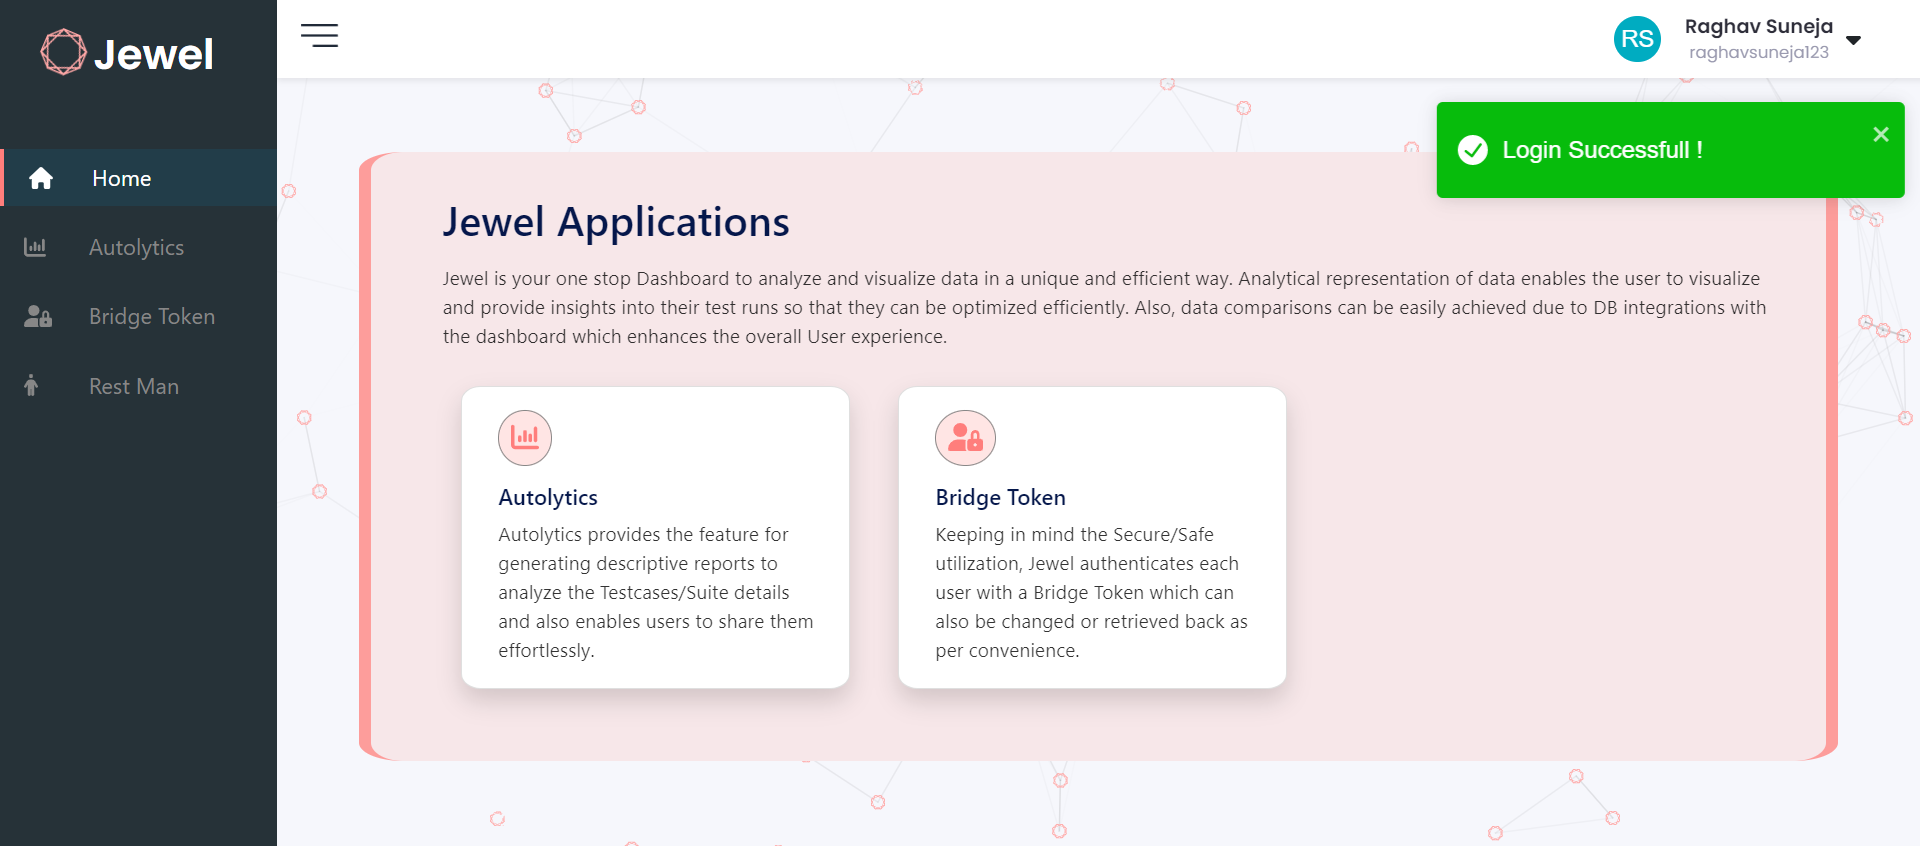 Jewel
Raghav Suneja
raghavsuneja123
RS
Login Successfull !
Home
Autolytics
Bridge Token
Rest Man
Jewel Applications
Jewel is your one stop Dashboard to analyze and visualize data in a unique and efficient way. Analytical representation of data enables the user to visualize
and provide insights into their test runs so that they can be optimized efficiently. Also, data comparisons can be easily achieved due to DB integrations with
the dashboard which enhances the overall User experience.
Autolytics
Autolytics provides the feature for
generating descriptive reports to
analyze the Testcases/Suite details
and also enables users to share them
effortlessly.
Bridge Token
Keeping in mind the Secure/Safe
utilization, Jewel authenticates each
user with a Bridge Token which can
also be changed or retrieved back as
per convenience.